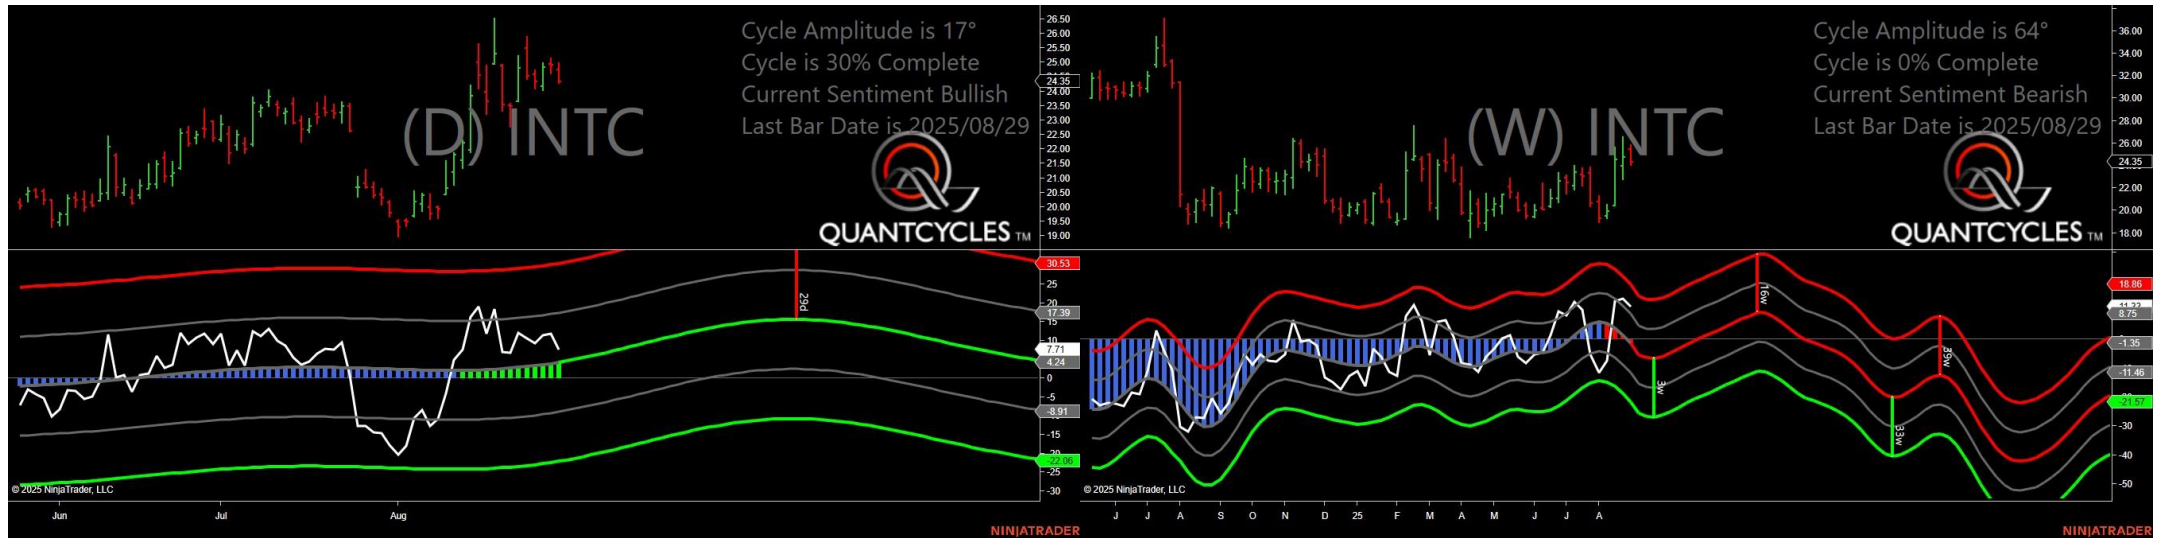 Cycle Amplitude is 17°
Cycle is 30% Complete
Current Sentiment Bullish
Last Bar Date is 2025/08/29
(D) INTC
QUANTCYCLES TM
26.50
26.00
25.50
25.00
24.35
23.50
23.00
22.50
22.00
21.50
21.00
20.50
20.00
19.50
19.00
29d
30.53
25
20
17.39
15
10
7.71
4.24
0
-5
-8.91
-15
-22.06
-25
-30
© 2025 NinjaTrader, LLC
Jun Jul Aug
NINJATRADER
Cycle Amplitude is 64°
Cycle is 0% Complete
Current Sentiment Bearish
Last Bar Date is 2025/08/29
(W) INTC
QUANTCYCLES TM
36.00
34.00
32.00
30.00
28.00
26.00
24.35
22.00
20.00
18.00
3w
16w
33w
39w
18.86
8.75
-1.35
-11.46
-21.57
-30
-40
-50
© 2025 NinjaTrader, LLC
J J A S O N D 25 F M A M J J A
NINJATRADER